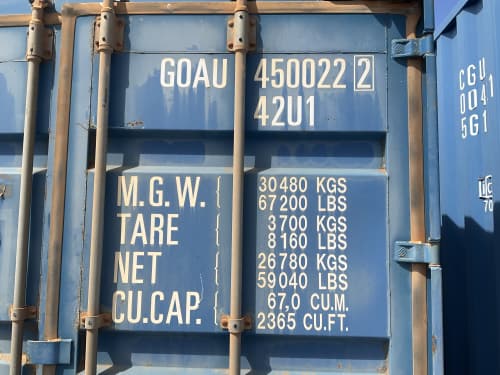 GOAU 450022 2
42U1
M.G.W. 30480 KGS
67200 LBS
TARE 3700 KGS
8160 LBS
NET 26780 KGS
59040 LBS
CU.CAP. 67.0 CU.M.
2365 CU.FT.
CGU
0041
5G1
70